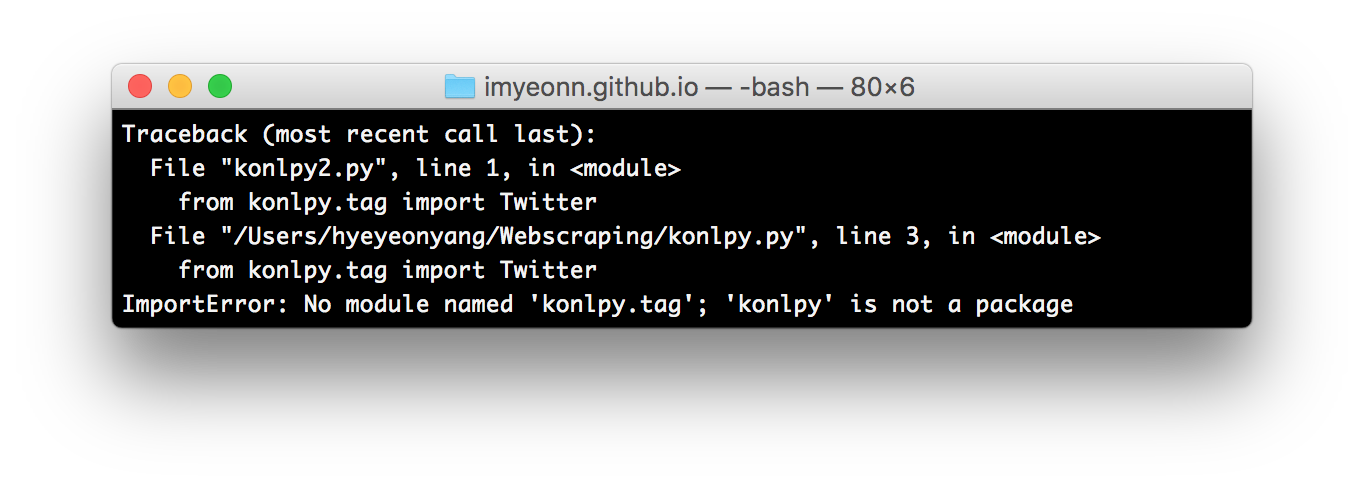 imyeonn.github.io — -bash — 80×6
Traceback (most recent call last):
  File "konlpy2.py", line 1, in <module>
    from konlpy.tag import Twitter
  File "/Users/hyeyeonyang/Webscraping/konlpy.py", line 3, in <module>
    from konlpy.tag import Twitter
ImportError: No module named 'konlpy.tag'; 'konlpy' is not a package